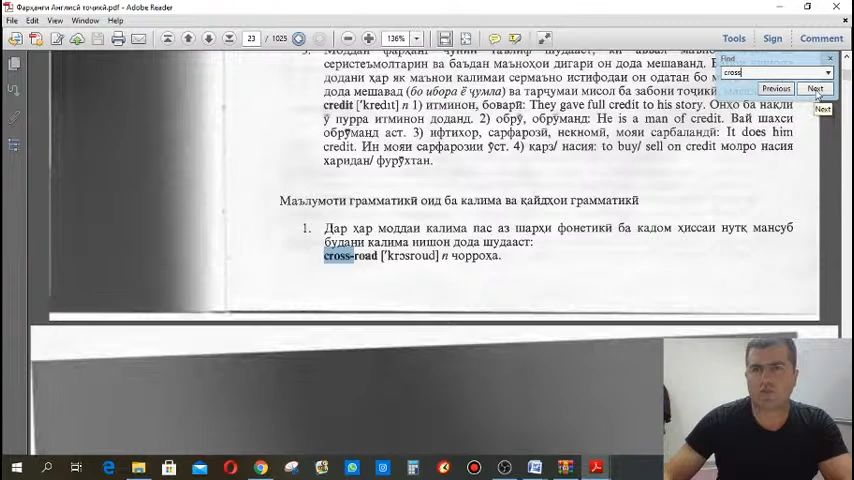 Фарҳанги Англисӣ тоҷикӣ.pdf - Adobe Reader
File Edit View Window Help
23 / 1025
136%
Tools Sign Comment
Find
cross
Previous Next
Next
серистеъмолтарин ва баъдан маъноҳои дигари он дода мешаванд.
додани ҳар як маънои калимаи сермаъно истифодаи он одатан бо
дода мешавад (бо ибора ё ҷумла) ва тарҷумаи мисол ба забони тоҷикӣ
credit ['kredɪt] n 1) итминон, боварӣ: They gave full credit to his story. Онҳо ба нақли
ӯ пурра итминон доданд. 2) обрӯ, обрӯманд: He is a man of credit. Вай шахси
обрӯманд аст. 3) ифтихор, сарфарозӣ, некномӣ, мояи сарбаландӣ: It does him
credit. Ин мояи сарфарозии ӯст. 4) карз/ насия: to buy/ sell on credit молро насия
харидан/ фурӯхтан.
Маълумоти грамматикӣ оид ба калима ва қайдҳои грамматикӣ
1. Дар ҳар моддаи калима пас аз шарҳи фонетикӣ ба кадом ҳиссаи нутқ мансуб
будани калима нишон дода шудааст:
cross-road ['krɔsroud] n чорроҳа.